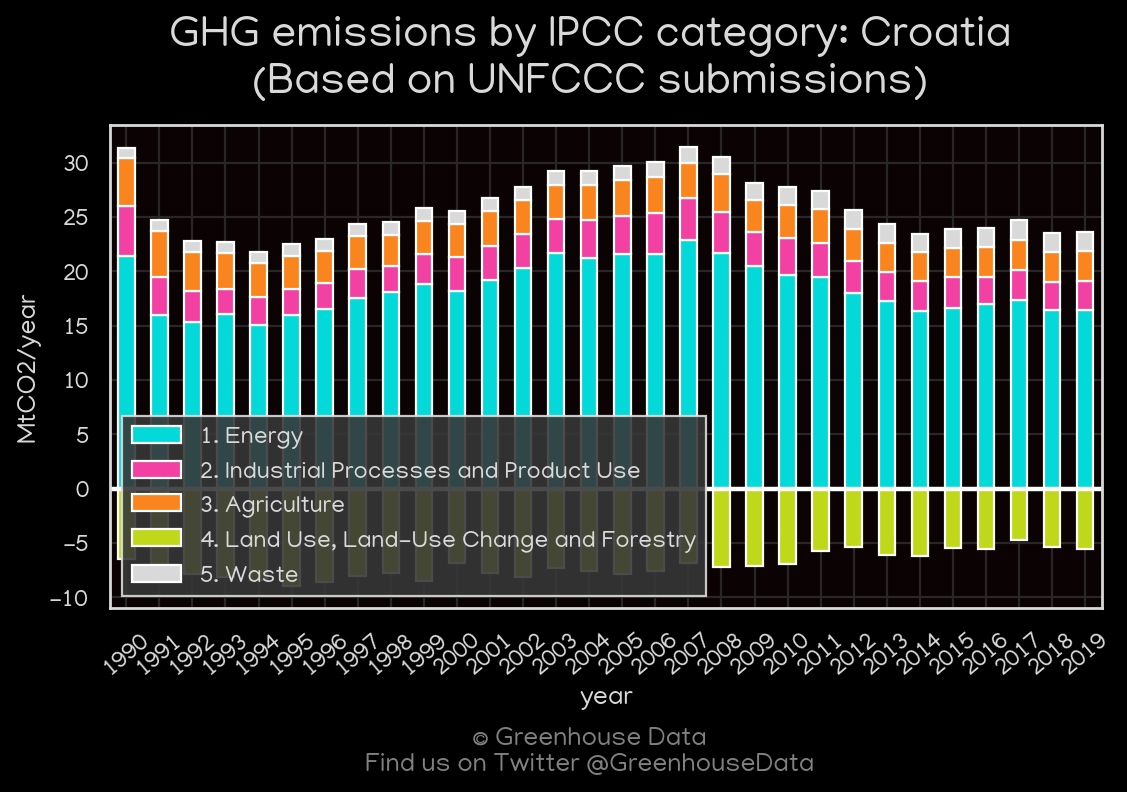 GHG emissions by IPCC category: Croatia
(Based on UNFCCC submissions)
MtCO2/year
30
25
20
15
10
5
0
−5
−10
1. Energy
2. Industrial Processes and Product Use
3. Agriculture
4. Land Use, Land-Use Change and Forestry
5. Waste
1990 1991 1992 1993 1994 1995 1996 1997 1998 1999 2000 2001 2002 2003 2004 2005 2006 2007 2008 2009 2010 2011 2012 2013 2014 2015 2016 2017 2018 2019
year
© Greenhouse Data
Find us on Twitter @GreenhouseData